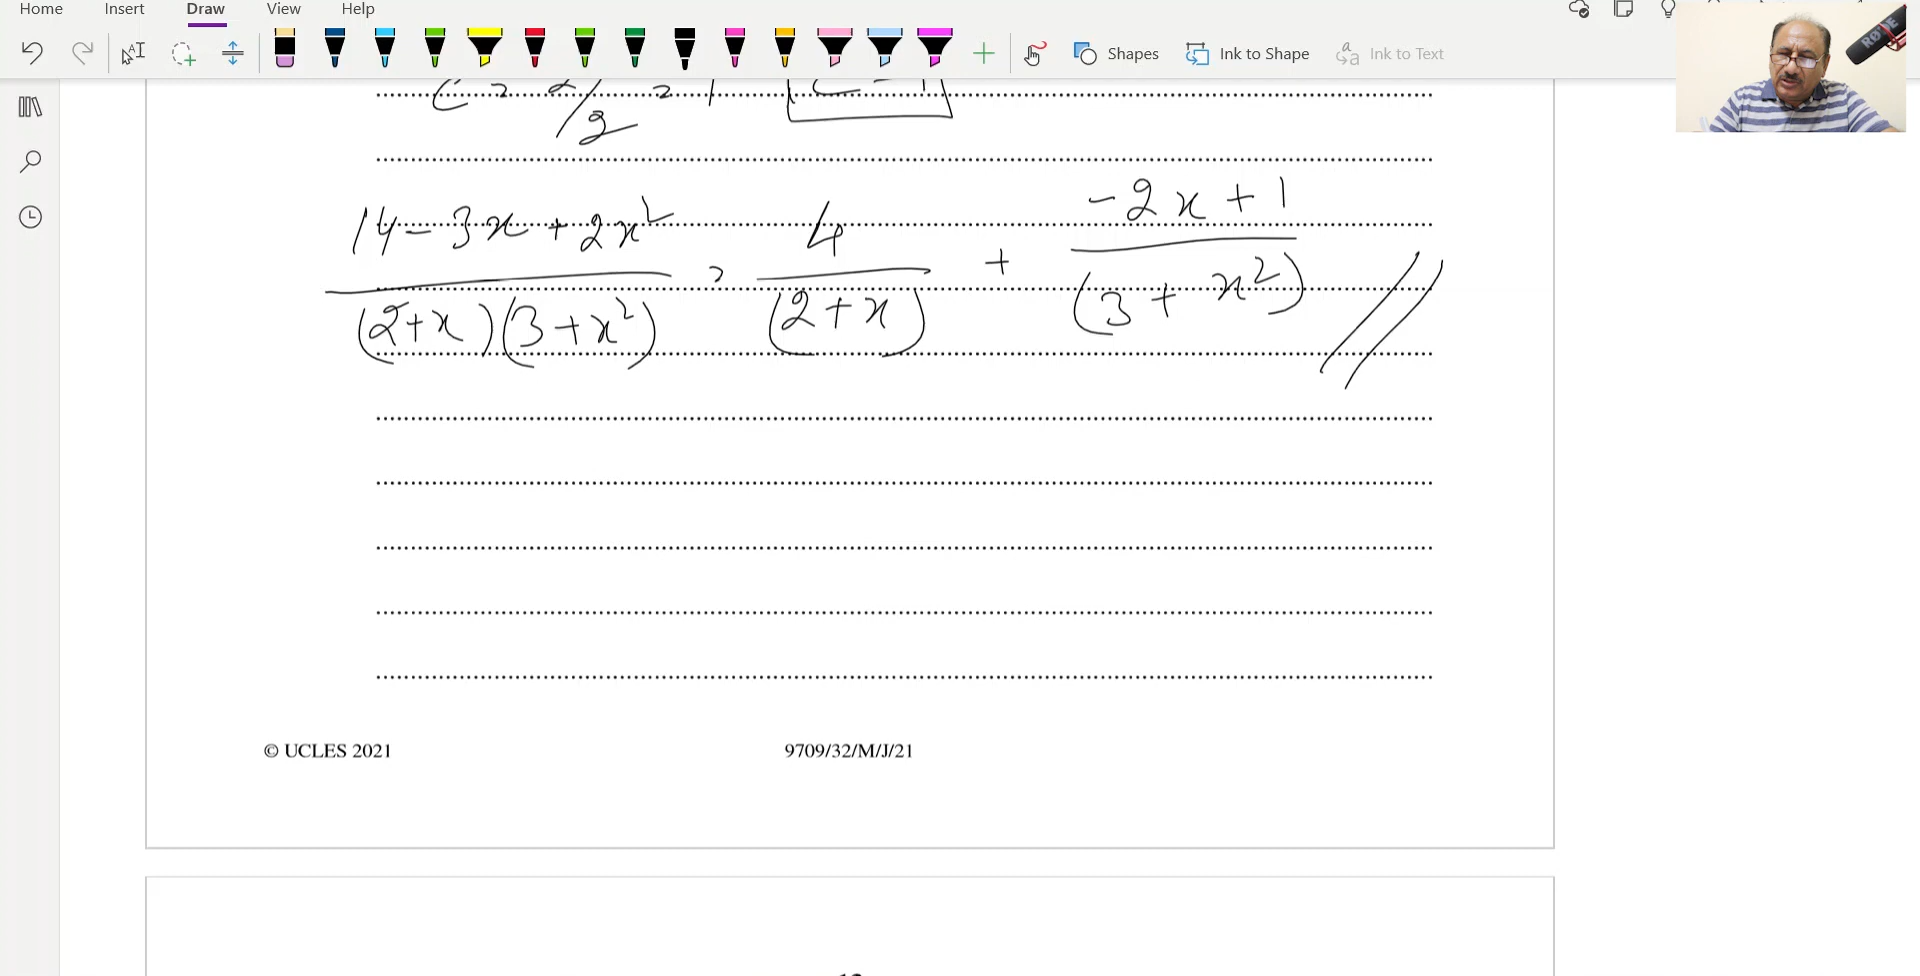 Home Insert Draw View Help
Shapes Ink to Shape Ink to Text
14 - 3x + 2x² / (2+x)(3+x²) = 4 / (2+x) + -2x+1 / (3+x²)
© UCLES 2021 9709/32/M/J/21